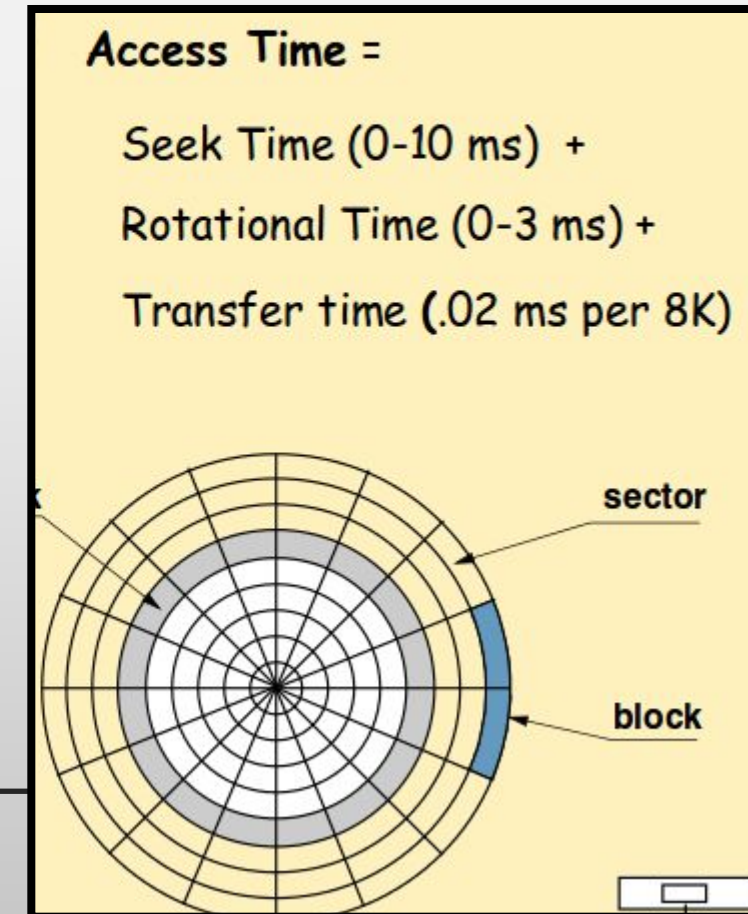 Access Time =
Seek Time (0-10 ms) +
Rotational Time (0-3 ms) +
Transfer time (.02 ms per 8K)
k
sector
block